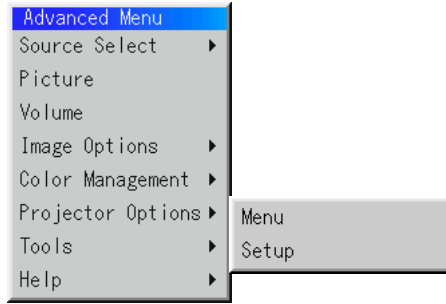 Advanced Menu
Source Select
Picture
Volume
Image Options
Color Management
Projector Options
Tools
Help
Menu
Setup